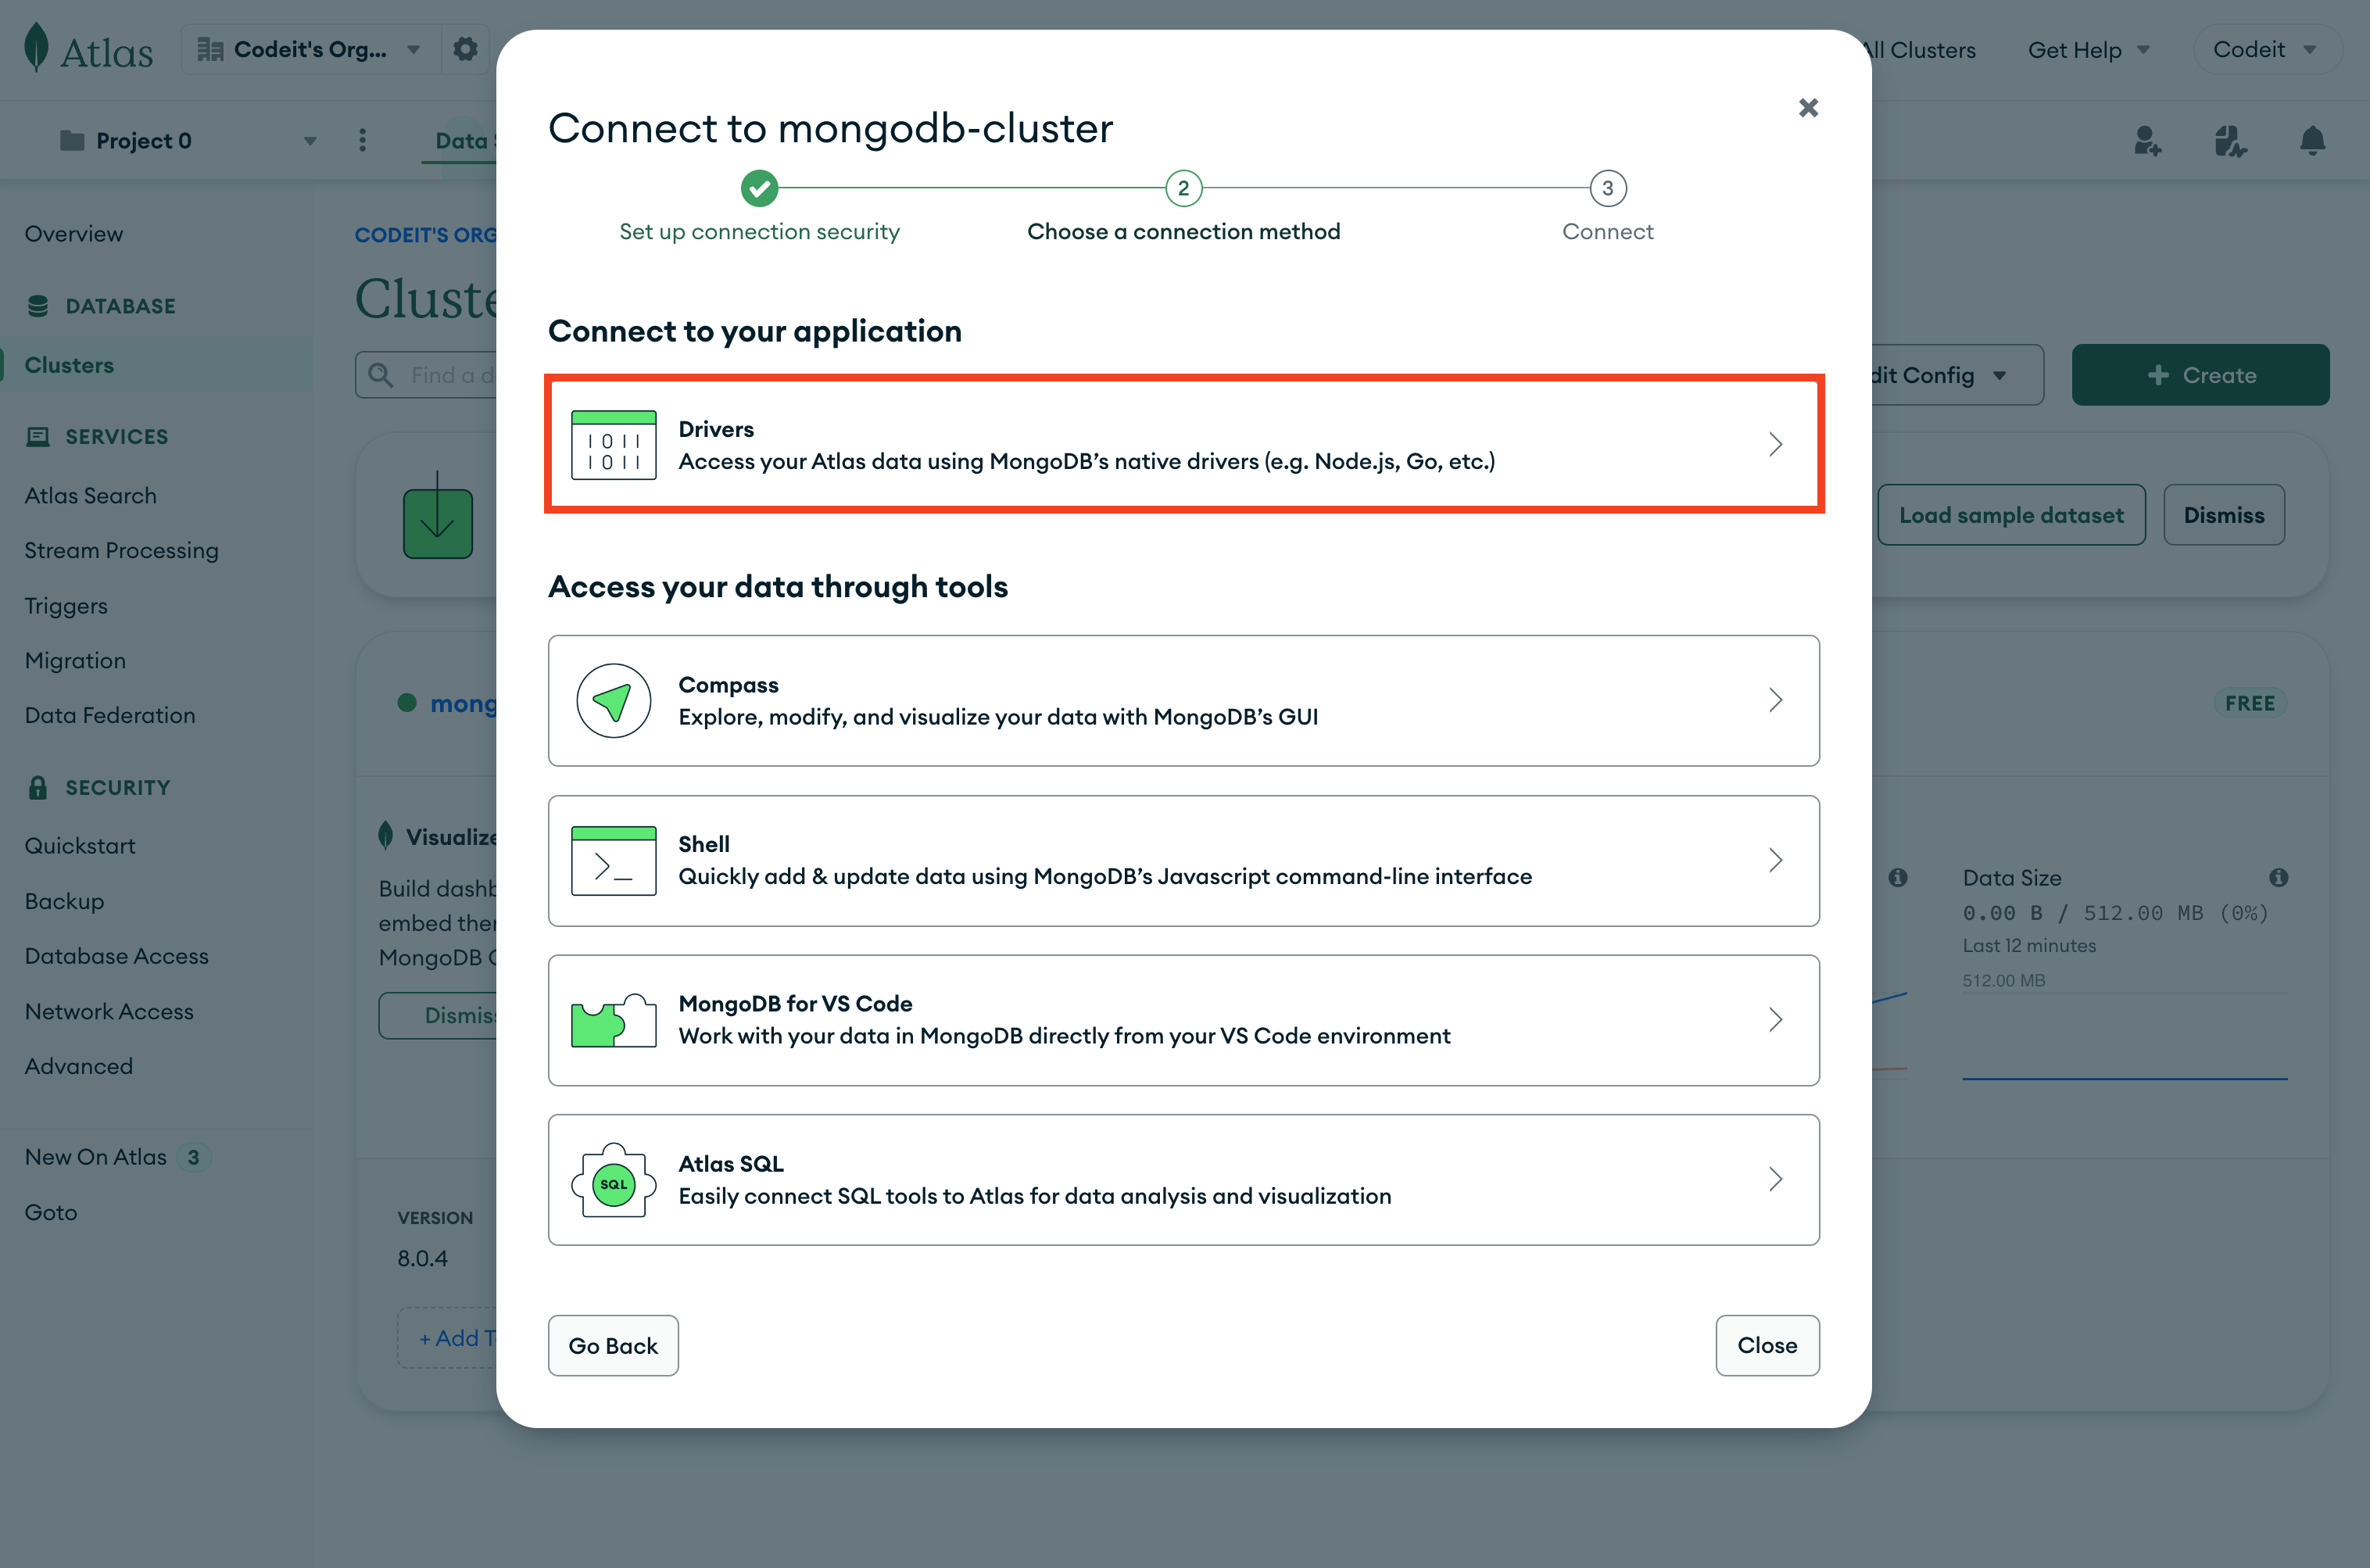 Atlas
Codeit's Org...
All Clusters
Get Help
Codeit
Project 0
Data
Overview
DATABASE
Clusters
SERVICES
Atlas Search
Stream Processing
Triggers
Migration
Data Federation
SECURITY
Quickstart
Backup
Database Access
Network Access
Advanced
New On Atlas 3
Goto
CODEIT'S ORG
Find a d
Edit Config
+ Create
Load sample dataset
Dismiss
mong
FREE
Visualize
Build dashb
embed ther
MongoDB C
Dismiss
VERSION
8.0.4
+ Add T
Data Size
0.00 B / 512.00 MB (0%)
Last 12 minutes
512.00 MB
Connect to mongodb-cluster
2
3
Set up connection security
Choose a connection method
Connect
Connect to your application
1011
1011
Drivers
Access your Atlas data using MongoDB’s native drivers (e.g. Node.js, Go, etc.)
Access your data through tools
Compass
Explore, modify, and visualize your data with MongoDB’s GUI
>_
Shell
Quickly add & update data using MongoDB’s Javascript command-line interface
MongoDB for VS Code
Work with your data in MongoDB directly from your VS Code environment
SQL
Atlas SQL
Easily connect SQL tools to Atlas for data analysis and visualization
Go Back
Close